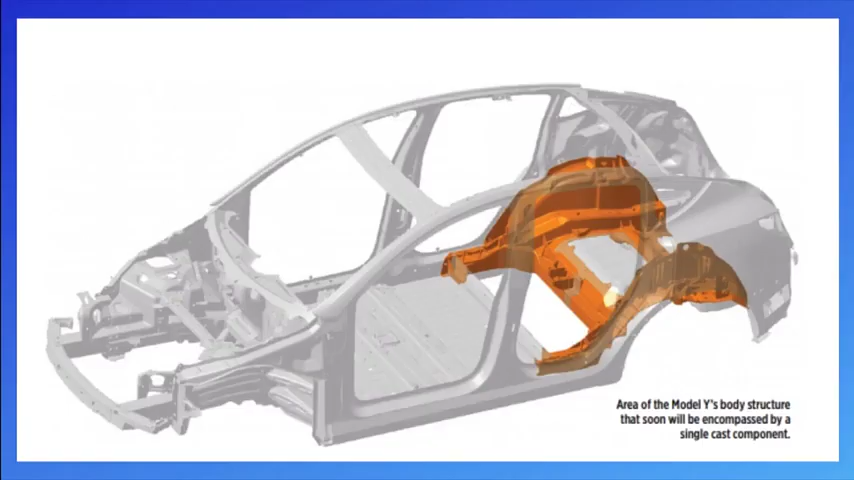 Area of the Model Y's body structure
that soon will be encompassed by a
single cast component.